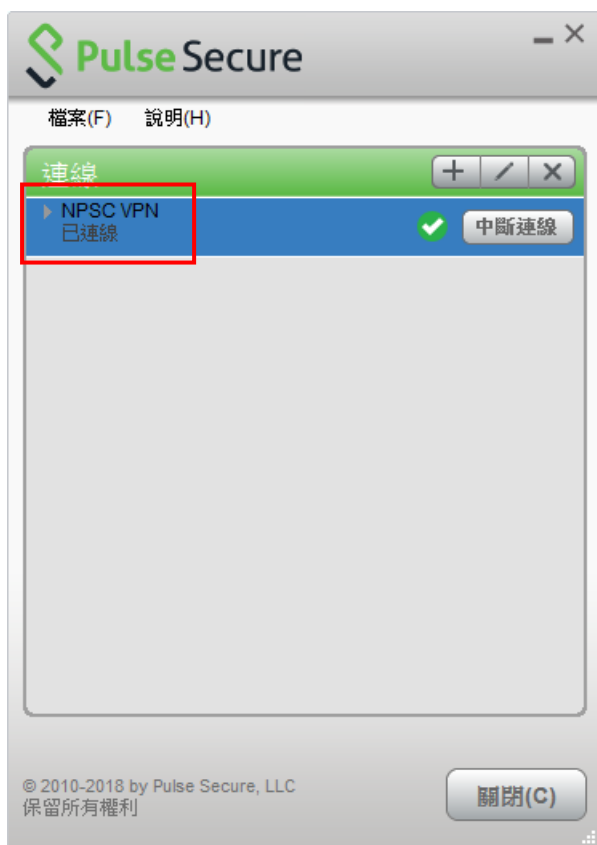 Pulse Secure
檔案(F) 說明(H)
連線
NPSC VPN
已連線
中斷連線
© 2010-2018 by Pulse Secure, LLC
保留所有權利
關閉(C)